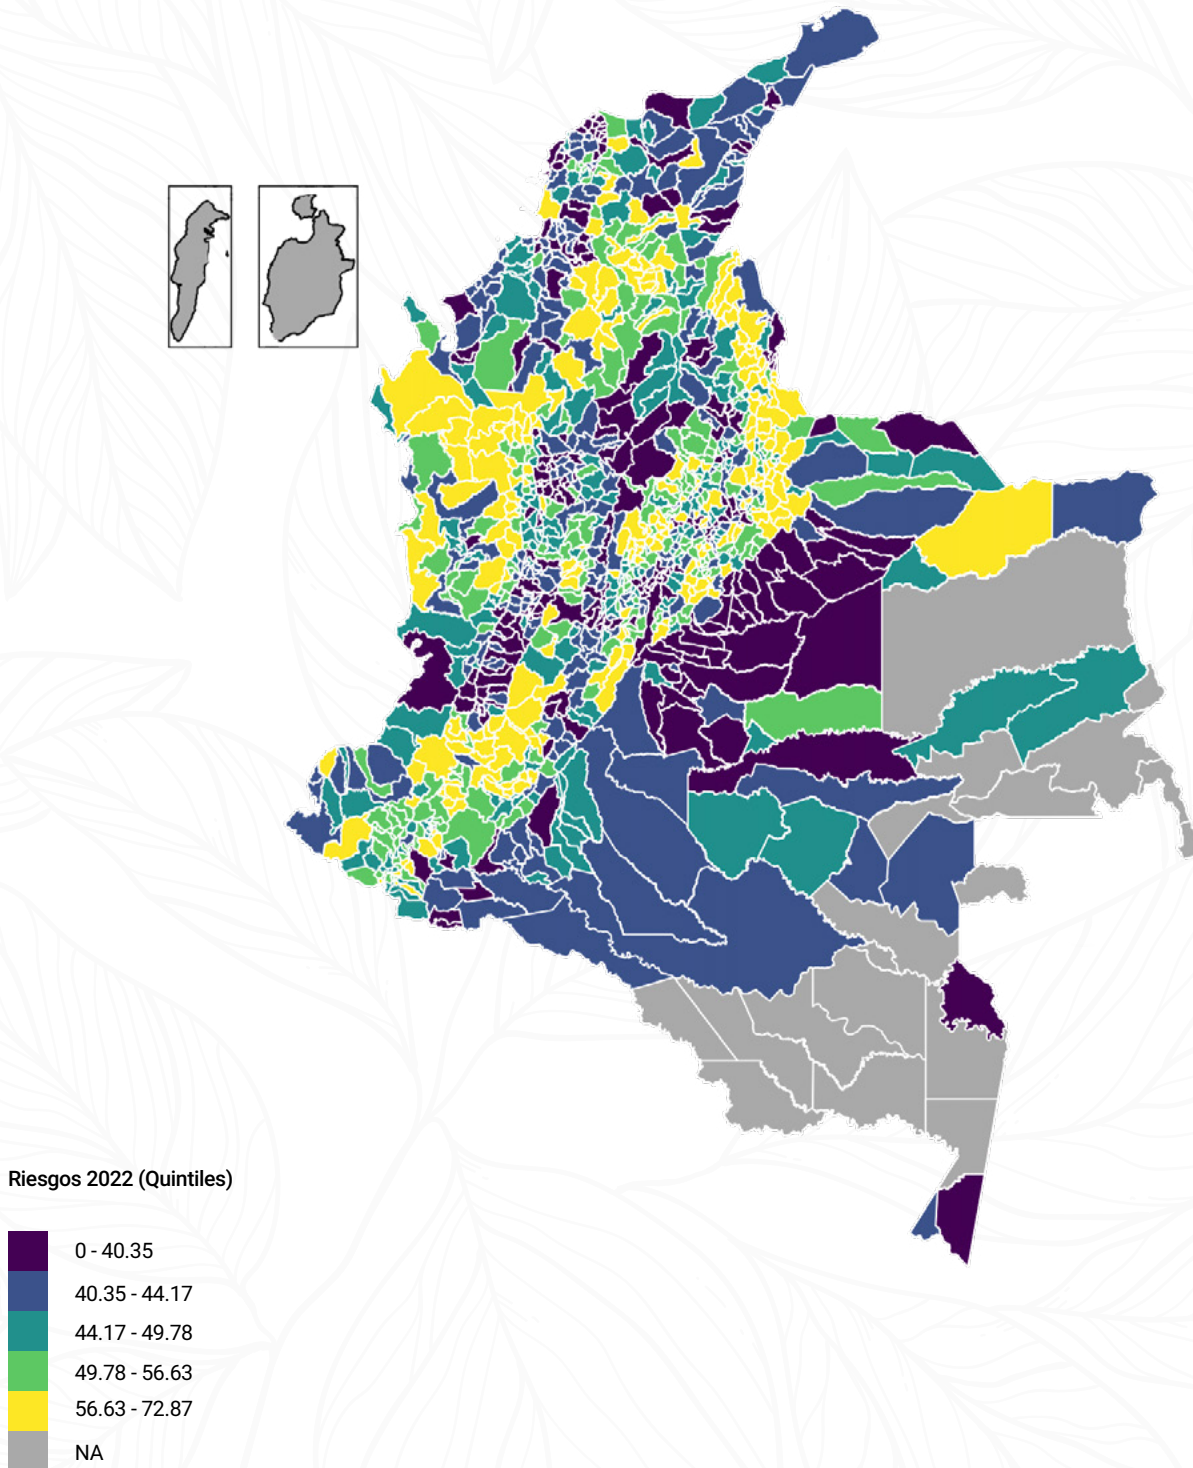 Riesgos 2022 (Quintiles)
0 - 40.35
40.35 - 44.17
44.17 - 49.78
49.78 - 56.63
56.63 - 72.87
NA